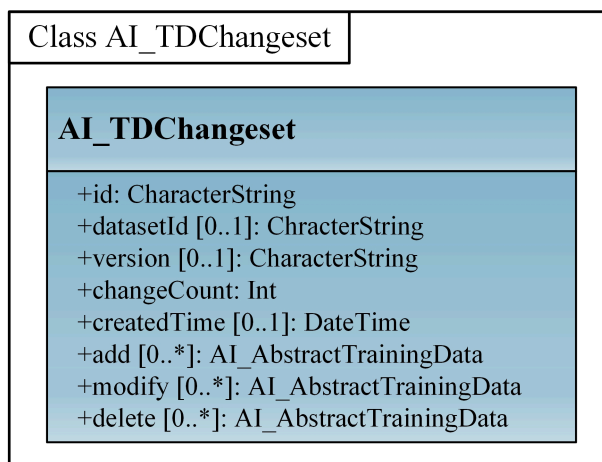 Class AI_TDChangeset
AI_TDChangeset
+id: CharacterString
+datasetId [0..1]: ChracterString
+version [0..1]: CharacterString
+changeCount: Int
+createdTime [0..1]: DateTime
+add [0..*]: AI_AbstractTrainingData
+modify [0..*]: AI_AbstractTrainingData
+delete [0..*]: AI_AbstractTrainingData